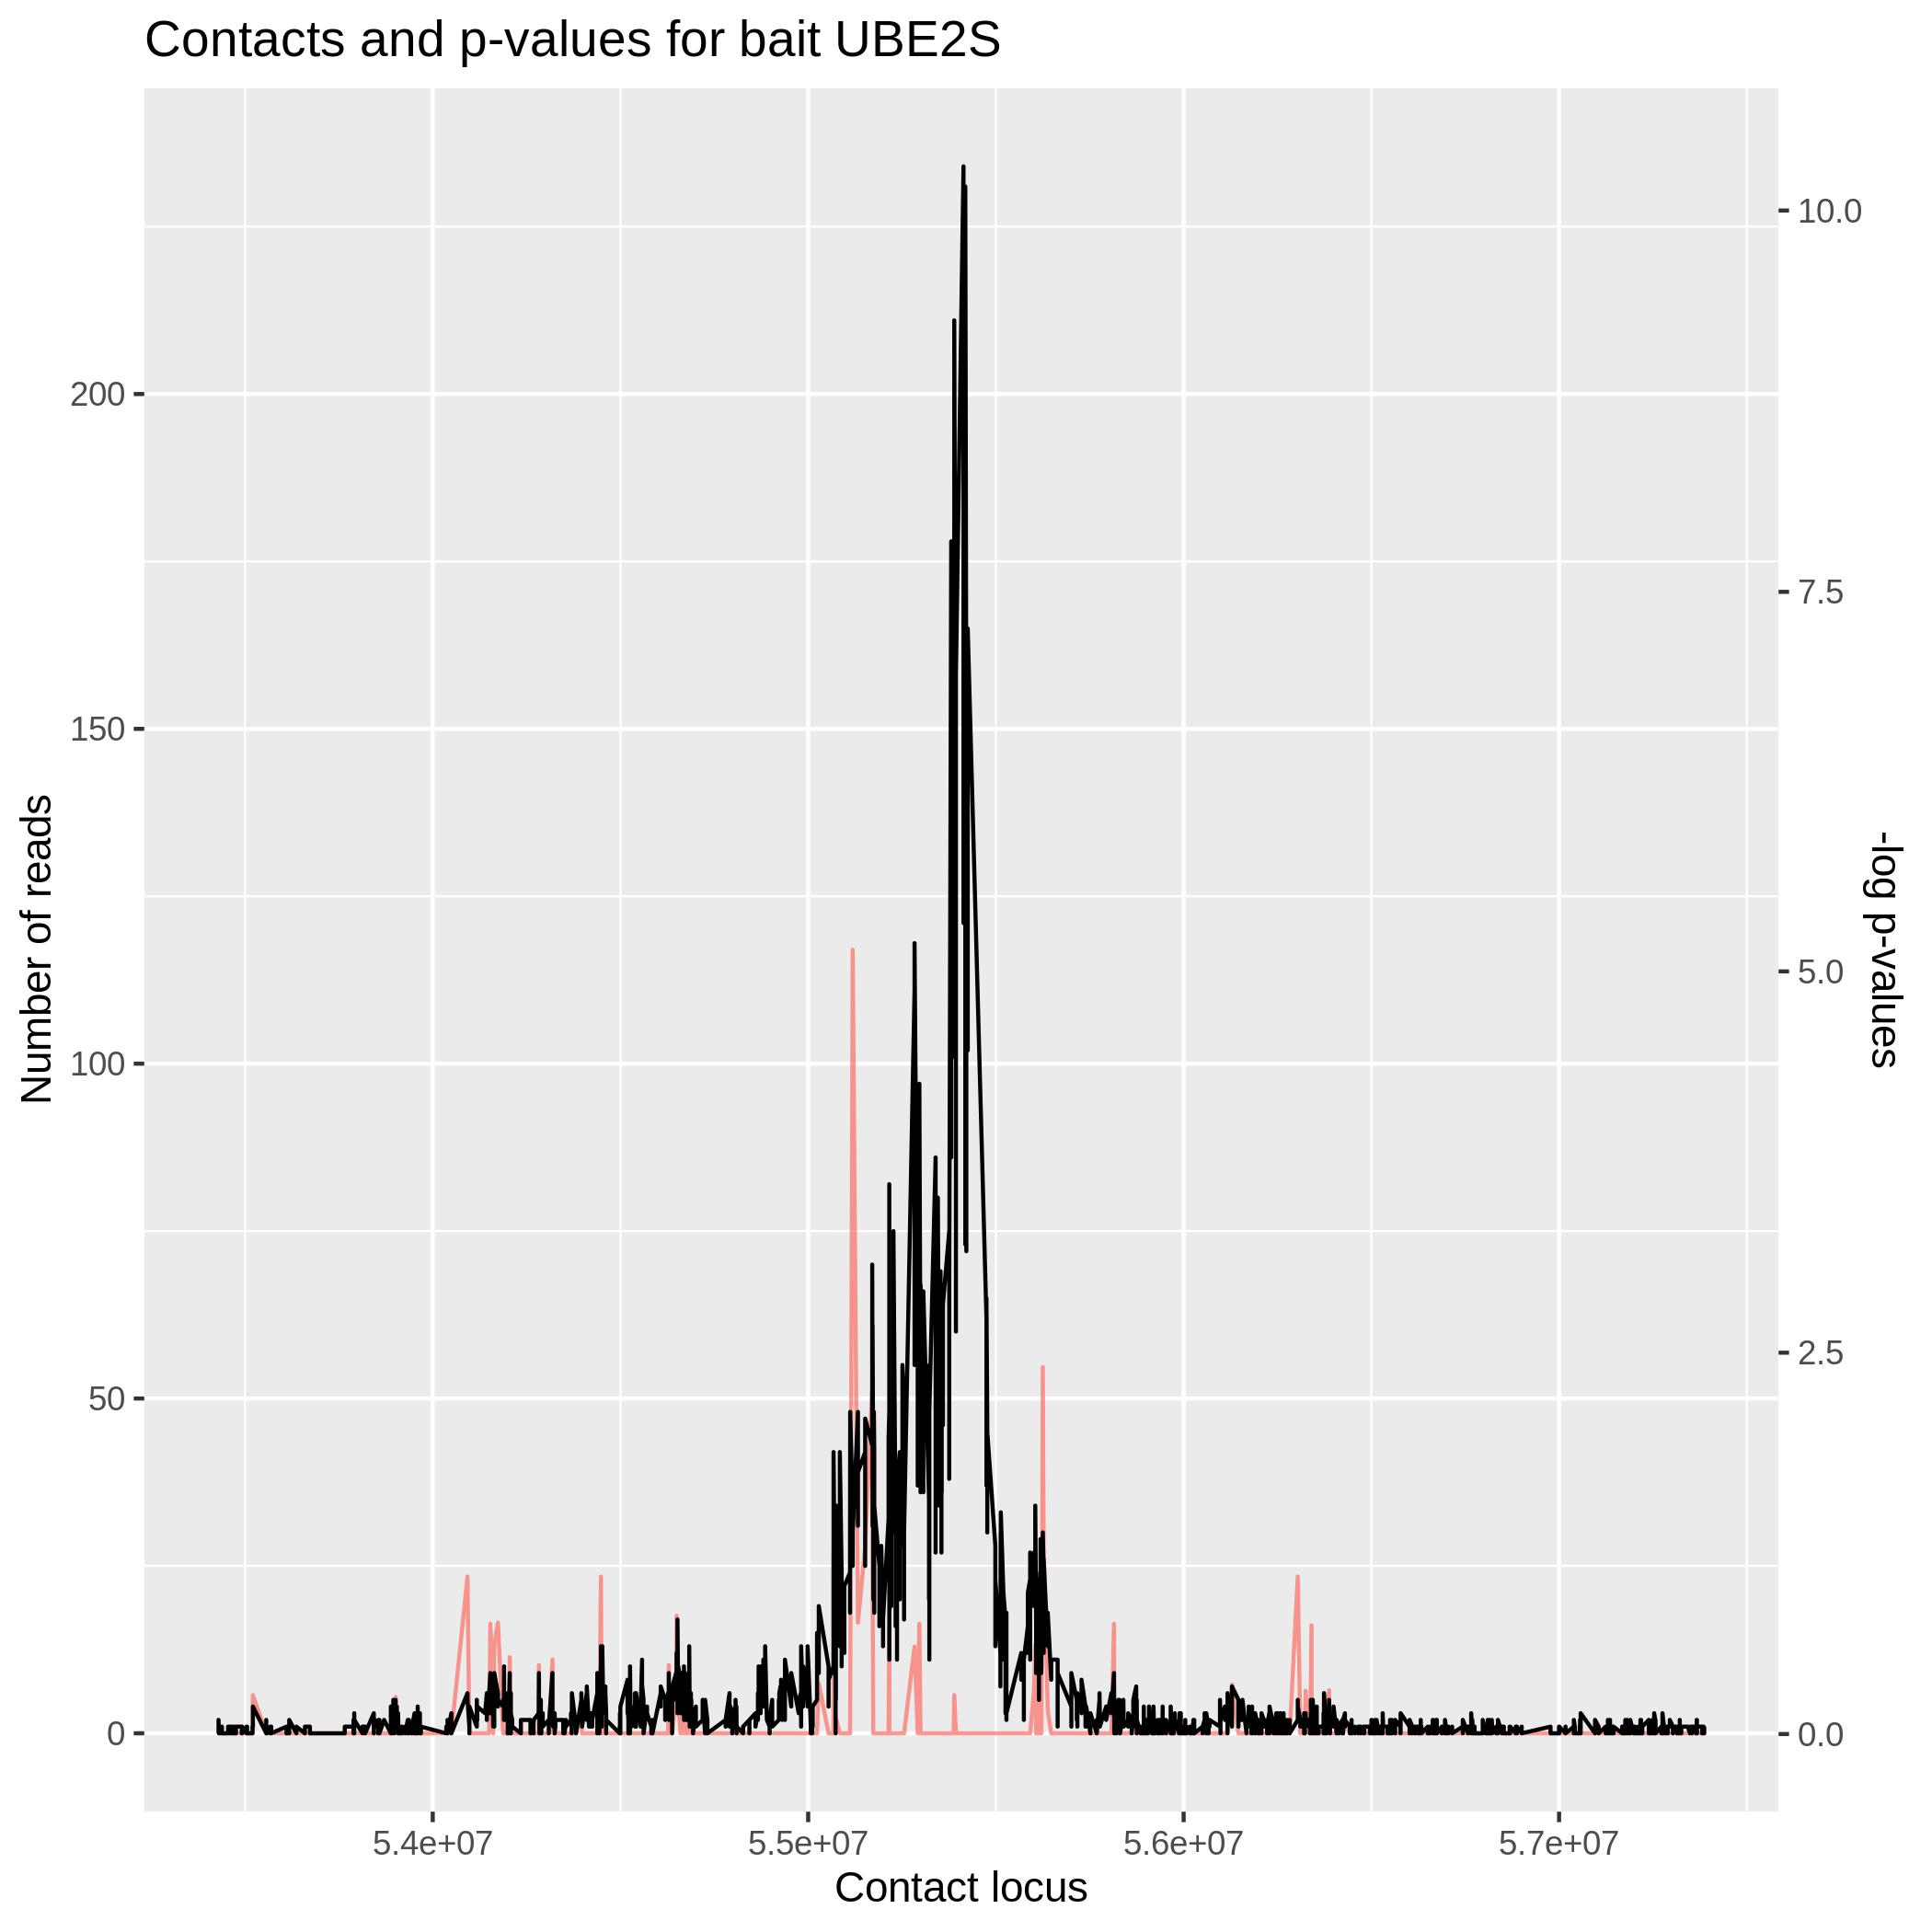 Contacts and p-values for bait UBE2S
Number of reads
200
150
100
50
0
10.0
7.5
5.0
2.5
0.0
-log p-values
5.4e+07
5.5e+07
5.6e+07
5.7e+07
Contact locus